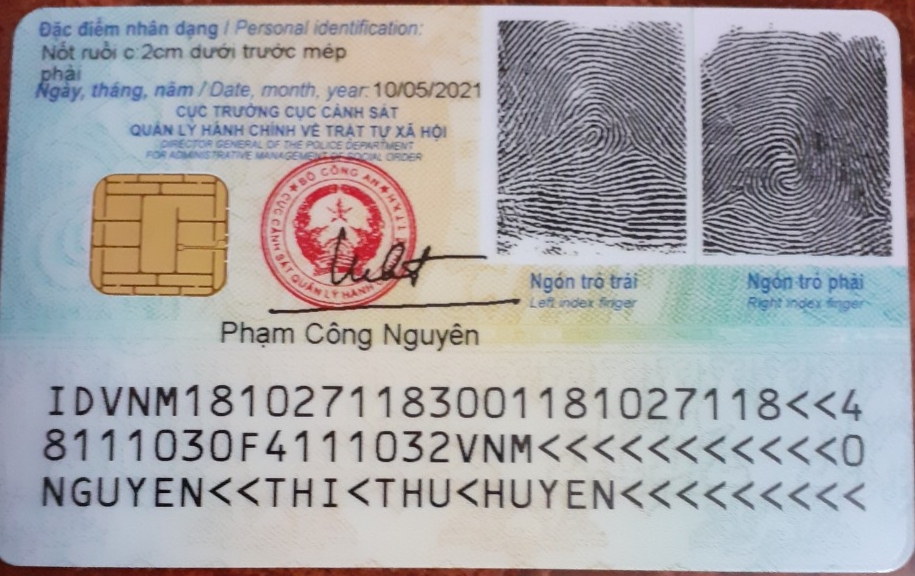 Đặc điểm nhân dạng / Personal identification:
Nốt ruồi c:2cm dưới trước mép
phải
Ngày, tháng, năm / Date, month, year: 10/05/2021
CỤC TRƯỞNG CỤC CẢNH SÁT
QUẢN LÝ HÀNH CHÍNH VỀ TRẬT TỰ XÃ HỘI
DIRECTOR GENERAL OF THE POLICE DEPARTMENT
FOR ADMINISTRATIVE MANAGEMENT OF SOCIAL ORDER
BỘ CÔNG AN
CỤC CẢNH SÁT QUẢN LÝ HÀNH
Phạm Công Nguyên
Ngón trỏ trái
Left index finger
Ngón trỏ phải
Right index finger
IDVNM1810271183001181027118<<4
8111030F4111032VNM<<<<<<<<<<<0
NGUYEN<<THI<THU<HUYEN<<<<<<<<<